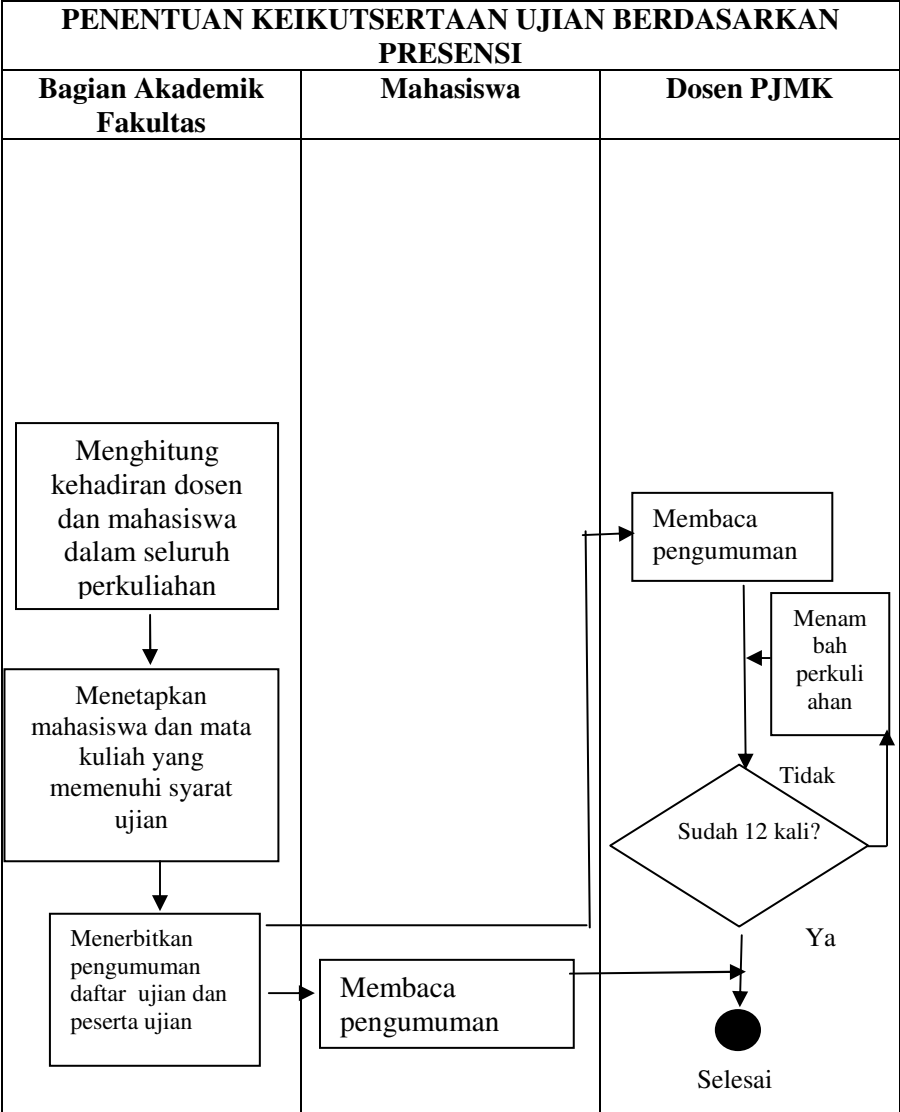 PENENTUAN KEIKUTSERTAAN UJIAN BERDASARKAN
PRESENSI
Bagian Akademik
Fakultas
Mahasiswa
Dosen PJMK
Menghitung
kehadiran dosen
dan mahasiswa
dalam seluruh
perkuliahan
Menetapkan
mahasiswa dan mata
kuliah yang
memenuhi syarat
ujian
Menerbitkan
pengumuman
daftar ujian dan
peserta ujian
Membaca
pengumuman
Membaca
pengumuman
Menam
bah
perkuli
ahan
Tidak
Sudah 12 kali?
Ya
Selesai